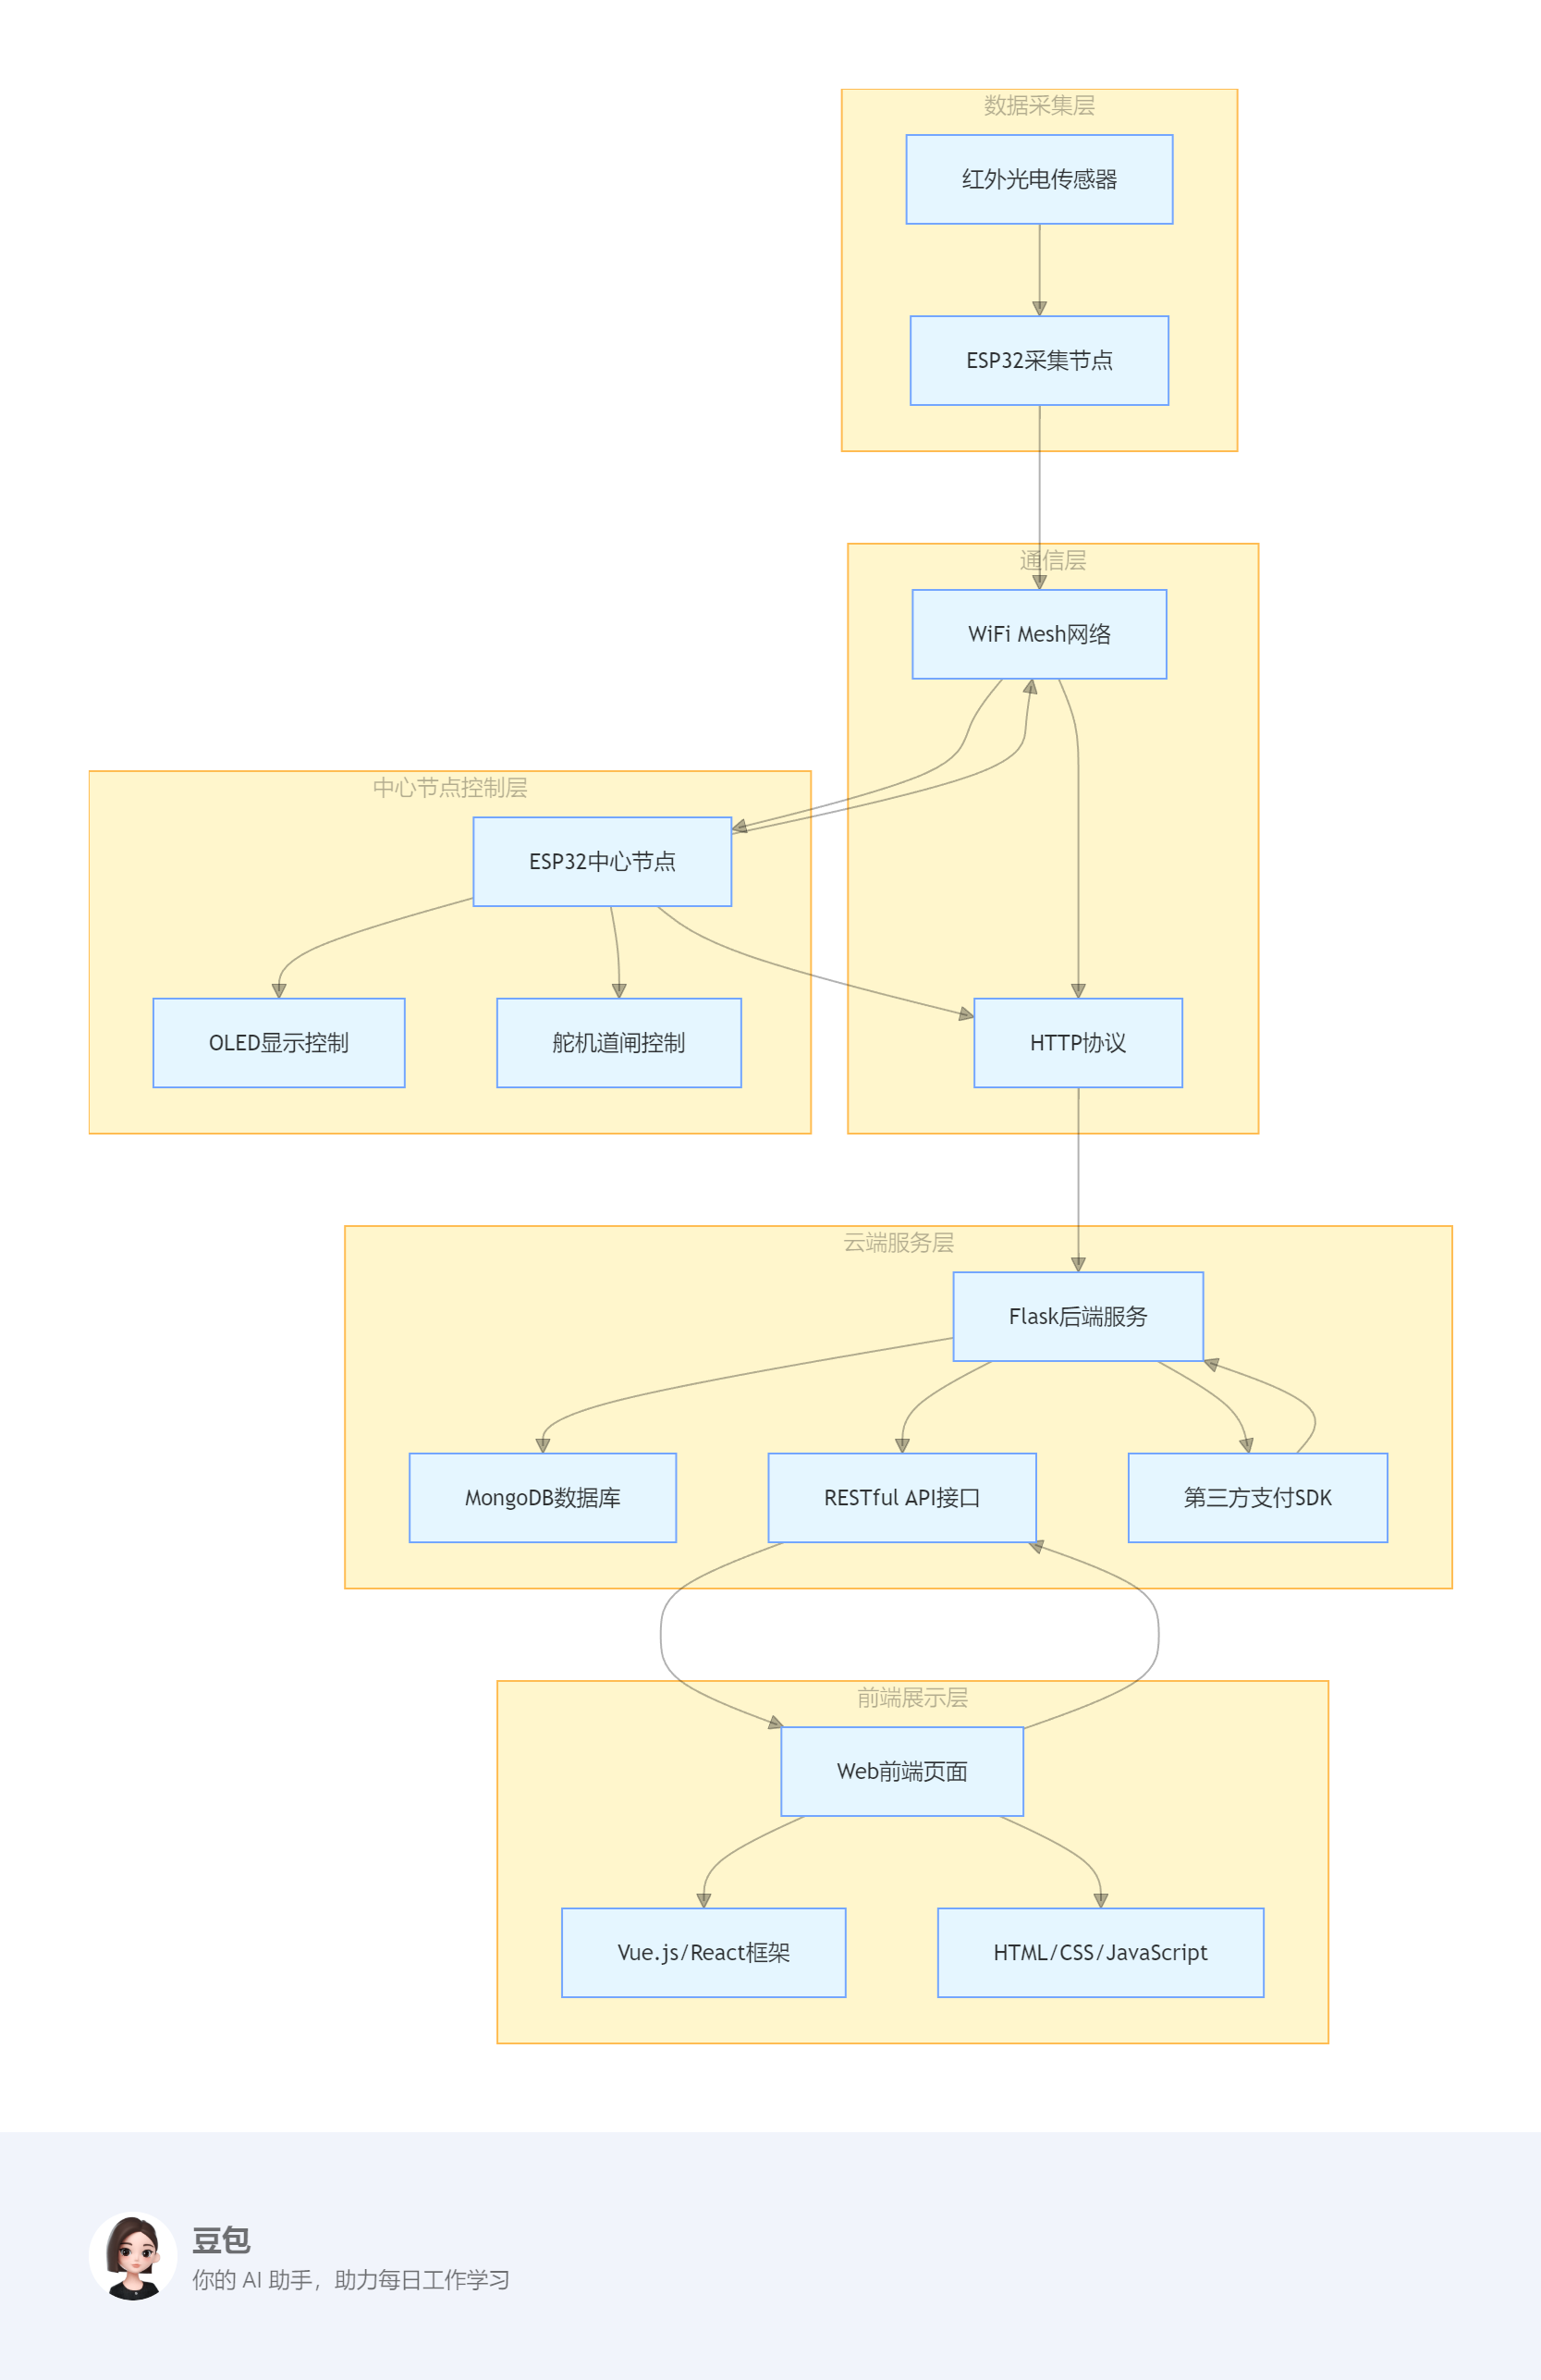 数据采集层
红外光电传感器
ESP32采集节点
通信层
WiFi Mesh网络
中心节点控制层
ESP32中心节点
OLED显示控制
舵机道闸控制
HTTP协议
云端服务层
Flask后端服务
MongoDB数据库
RESTful API接口
第三方支付SDK
前端展示层
Web前端页面
Vue.js/React框架
HTML/CSS/JavaScript
豆包
你的 AI 助手，助力每日工作学习